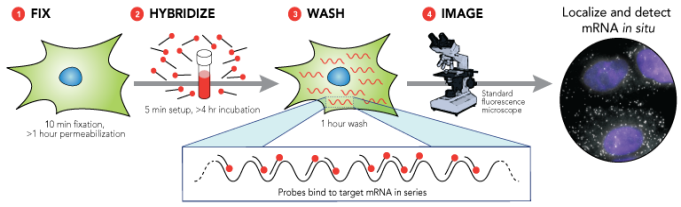 1 FIX
2 HYBRIDIZE
3 WASH
4 IMAGE
Localize and detect
mRNA in situ
10 min fixation,
>1 hour permeabilization
5 min setup, >4 hr incubation
1 hour wash
Standard
fluorescence
microscope
Probes bind to target mRNA in series